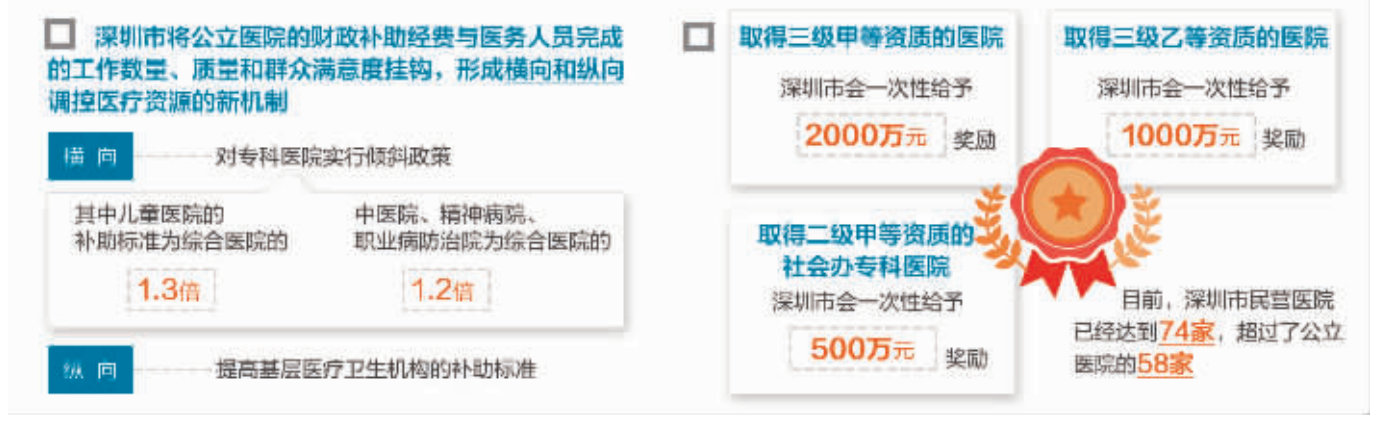 深圳市将公立医院的财政补助经费与医务人员完成
的工作数量、质量和群众满意度挂钩，形成横向和纵向
调控医疗资源的新机制
横 向
对专科医院实行倾斜政策
其中儿童医院的
补助标准为综合医院的
1.3倍
中医院、精神病院、
职业病防治院为综合医院的
1.2倍
纵 向
提高基层医疗卫生机构的补助标准
取得三级甲等资质的医院
深圳市会一次性给予
2000万元 奖励
取得三级乙等资质的医院
深圳市会一次性给予
1000万元 奖励
取得二级甲等资质的
社会办专科医院
深圳市会一次性给予
500万元 奖励
目前，深圳市民营医院
已经达到74家，超过了公立
医院的58家